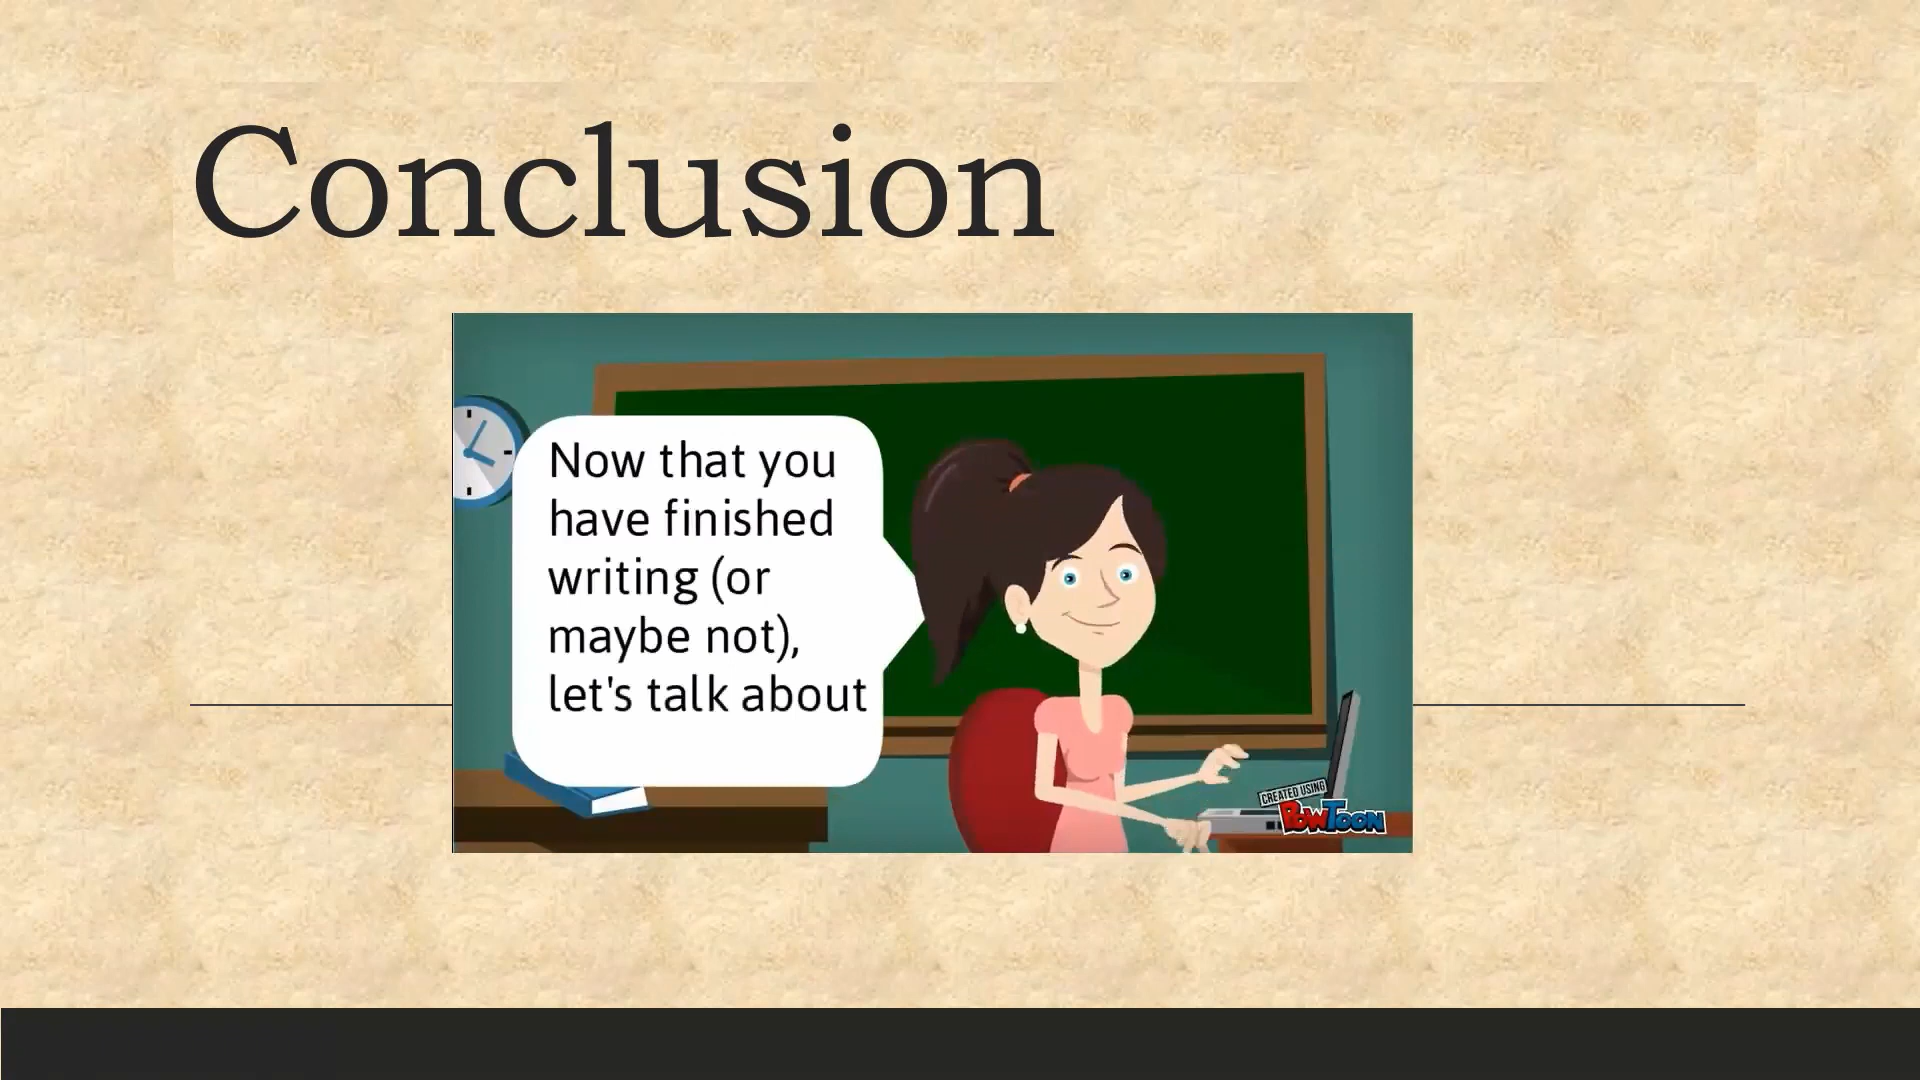 Conclusion
Now that you
have finished
writing (or
maybe not),
let's talk about
CREATED USING
POWTOON